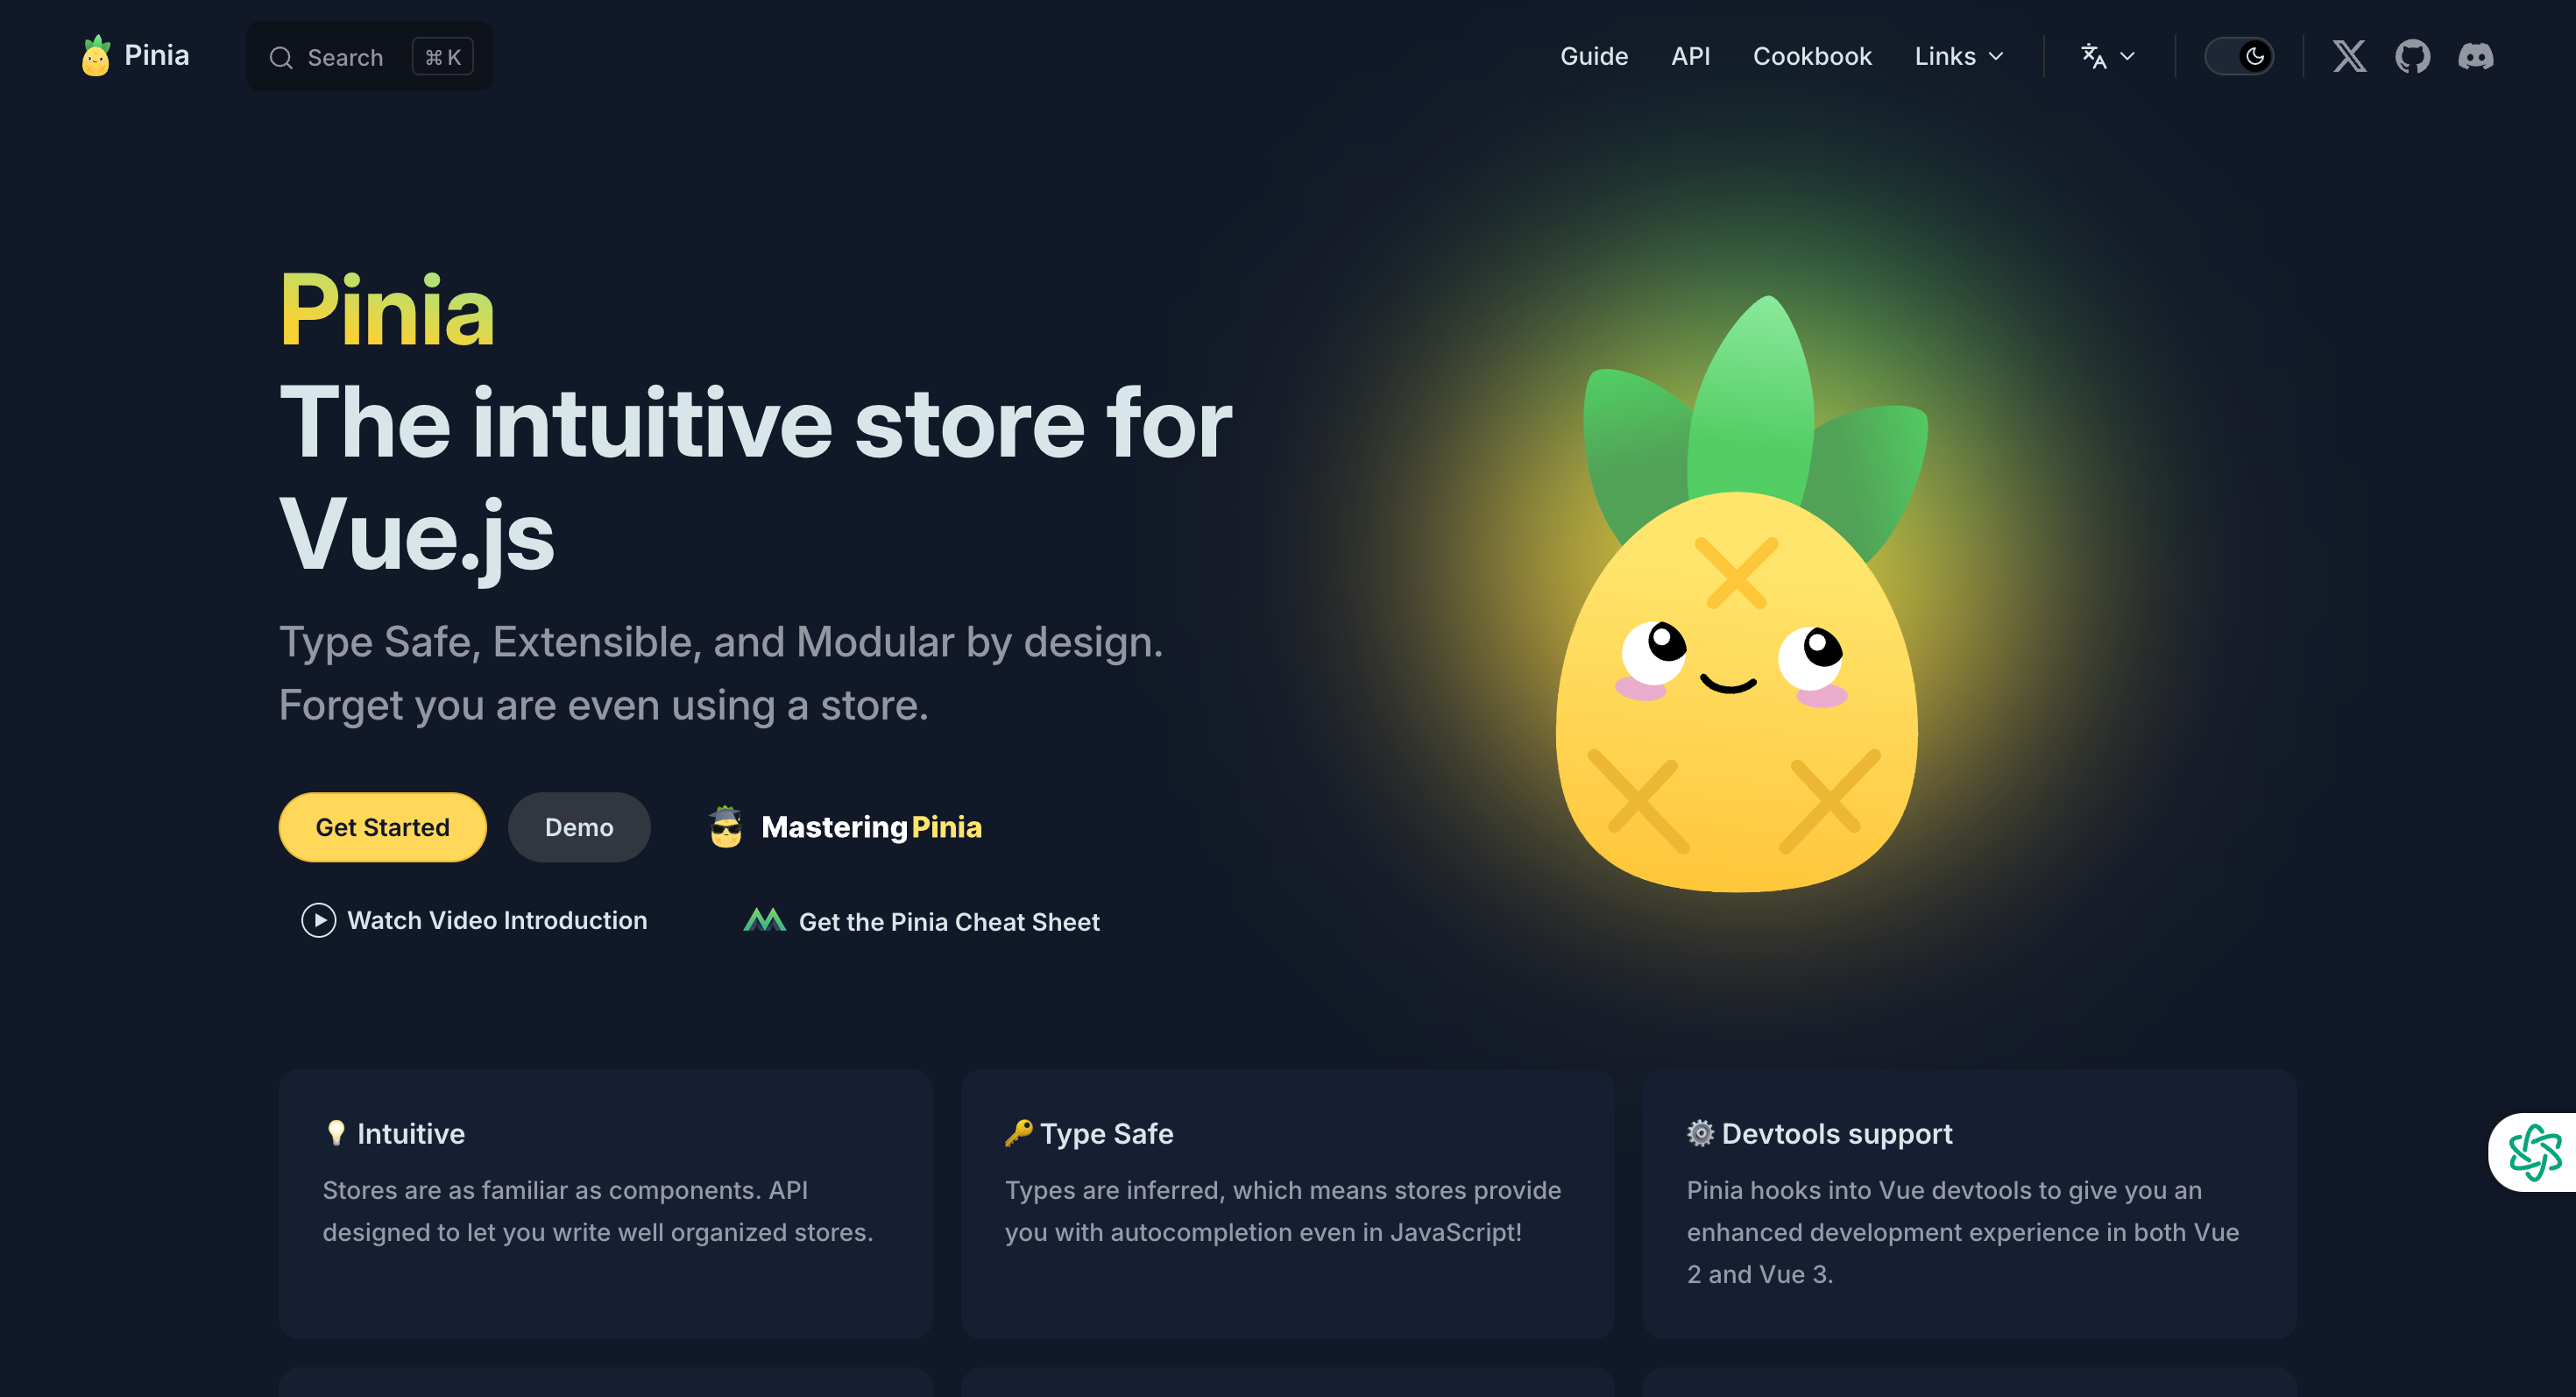 Pinia
Search ⌘ K
Guide API Cookbook Links
Pinia
The intuitive store for
Vue.js
Type Safe, Extensible, and Modular by design.
Forget you are even using a store.
Get Started
Demo
Mastering Pinia
Watch Video Introduction
Get the Pinia Cheat Sheet
💡 Intuitive
Stores are as familiar as components. API
designed to let you write well organized stores.
🔑 Type Safe
Types are inferred, which means stores provide
you with autocompletion even in JavaScript!
⚙️ Devtools support
Pinia hooks into Vue devtools to give you an
enhanced development experience in both Vue
2 and Vue 3.